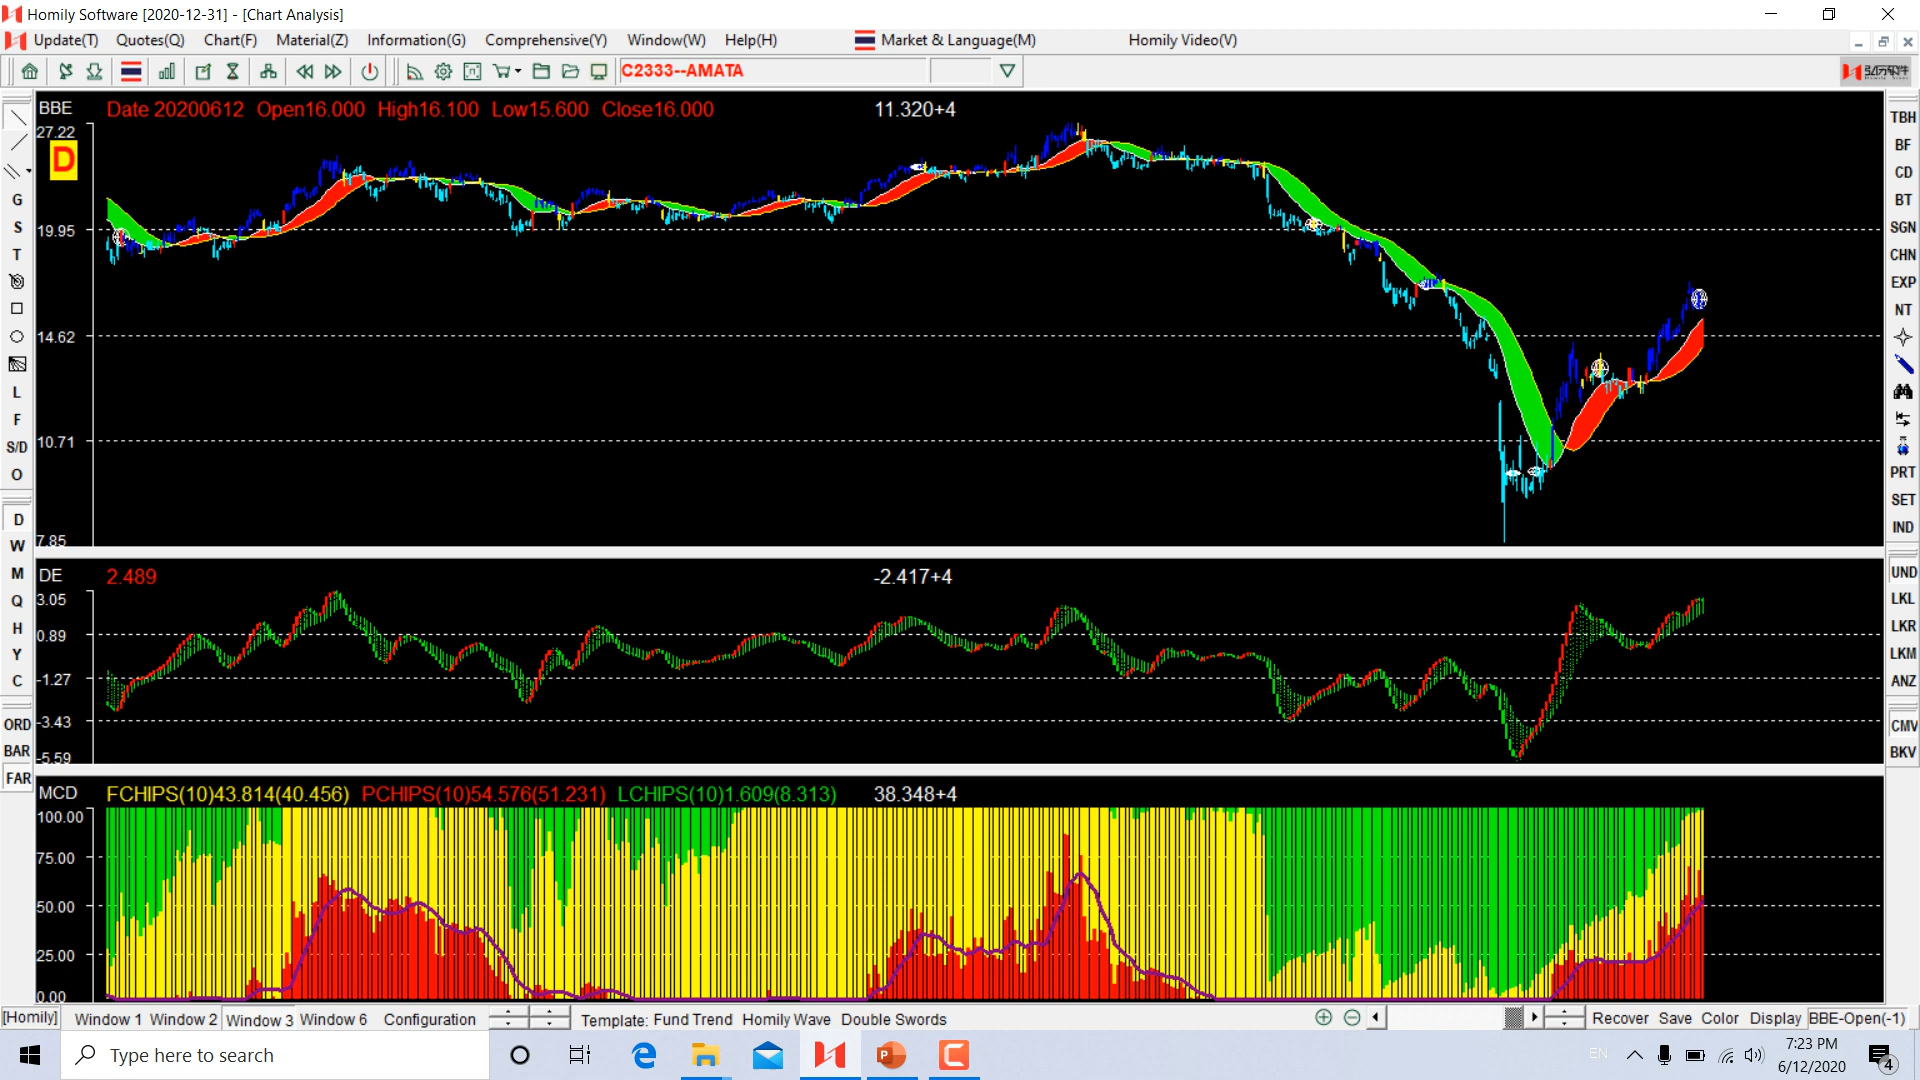 Homily Software [2020-12-31] - [Chart Analysis]
Update(T) Quotes(Q) Chart(F) Material(Z) Information(G) Comprehensive(Y) Window(W) Help(H) Market & Language(M) Homily Video(V)
C2333--AMATA
弘历软件
BBE Date 20200612 Open16.000 High16.100 Low15.600 Close16.000 11.320+4
27.22
D
19.95
14.62
10.71
7.85
DE 2.489 -2.417+4
3.05
0.89
-1.27
-3.43
-5.59
MCD FCHIPS(10)43.814(40.456) PCHIPS(10)54.576(51.231) LCHIPS(10)1.609(8.313) 38.348+4
100.00
75.00
50.00
25.00
0.00
G
S
T
L
F
S/D
O
D
W
M
Q
H
Y
C
ORD
BAR
FAR
TBH
BF
CD
BT
SGN
CHN
EXP
NT
PRT
SET
IND
UND
LKL
LKR
LKM
ANZ
CMV
BKV
[Homily] Window 1 Window 2 Window 3 Window 6 Configuration Template: Fund Trend Homily Wave Double Swords Recover Save Color Display BBE-Open(-1)
Type here to search
EN
7:23 PM
6/12/2020
4